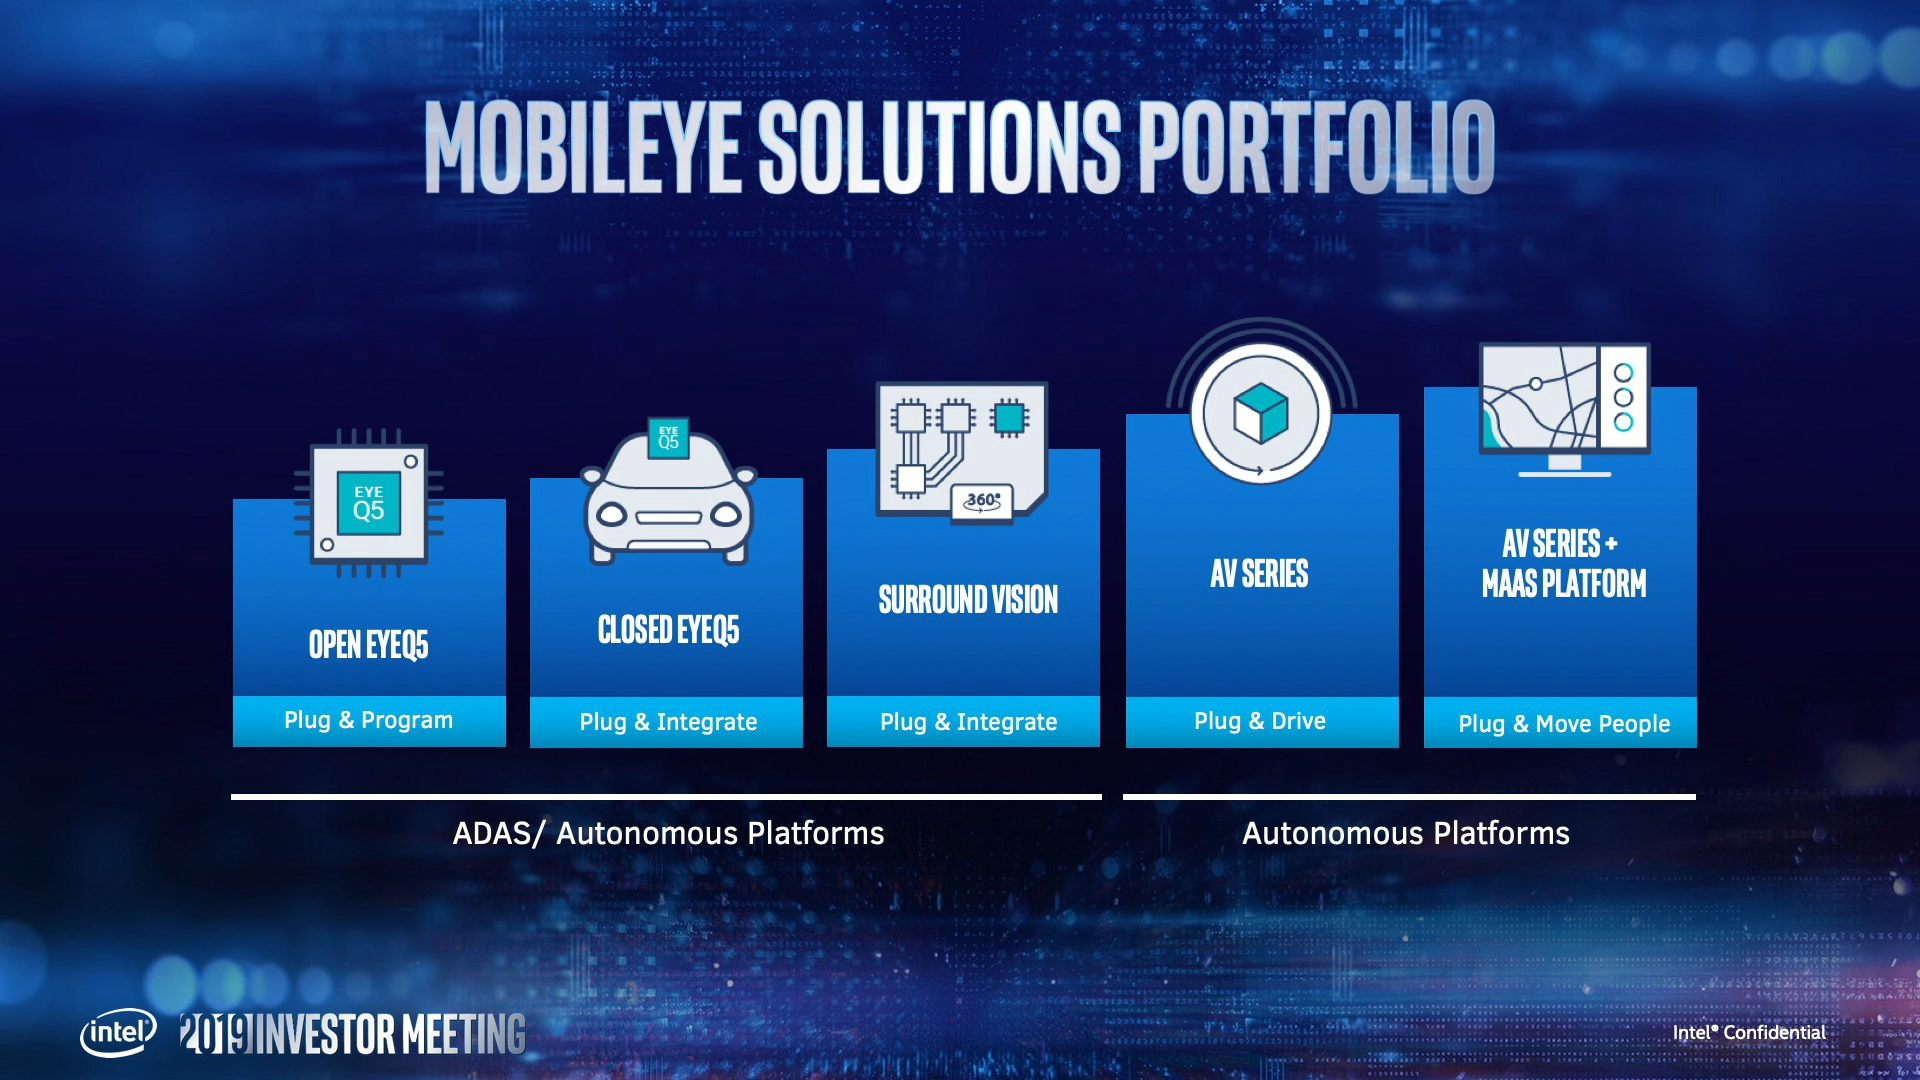 MOBILEYE SOLUTIONS PORTFOLIO
EYE
Q5
OPEN EYEQ5
Plug & Program
EYE
Q5
CLOSED EYEQ5
Plug & Integrate
360°
SURROUND VISION
Plug & Integrate
AV SERIES
Plug & Drive
AV SERIES +
MAAS PLATFORM
Plug & Move People
ADAS/ Autonomous Platforms
Autonomous Platforms
intel® 2019 INVESTOR MEETING
Intel® Confidential